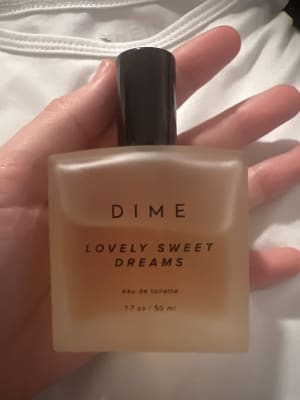 DIME
LOVELY SWEET
DREAMS
eau de toilette
1.7 oz / 50 ml